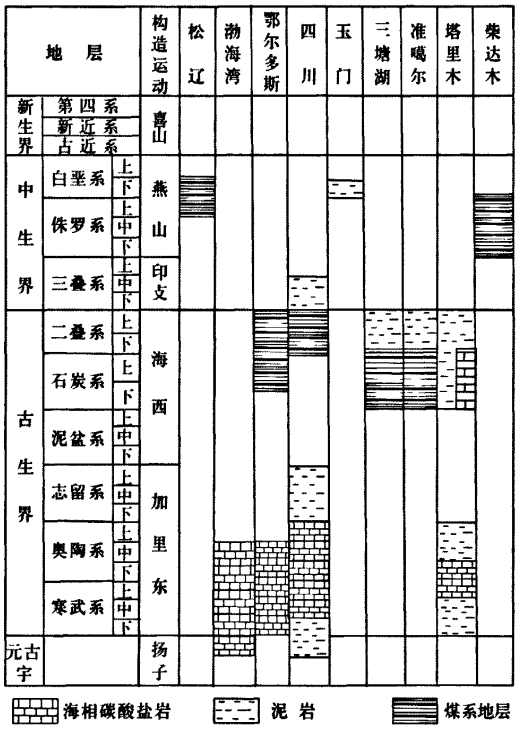 地层 构造运动 松辽 渤海湾 鄂尔多斯 四川 玉门 三塘湖 准噶尔 塔里木 柴达木
新生界 第四系 喜山
新近系
古近系
中生界 白垩系 上 燕山
下
侏罗系 上
中
下
三叠系 上 印支
中
下
古生界 二叠系 上 海西
下
石炭系 上
下
泥盆系 上
中
下
志留系 上 加里东
中
下
奥陶系 上
中
下
寒武系 上
中
下
元古宇 扬子
海相碳酸盐岩 泥岩 煤系地层